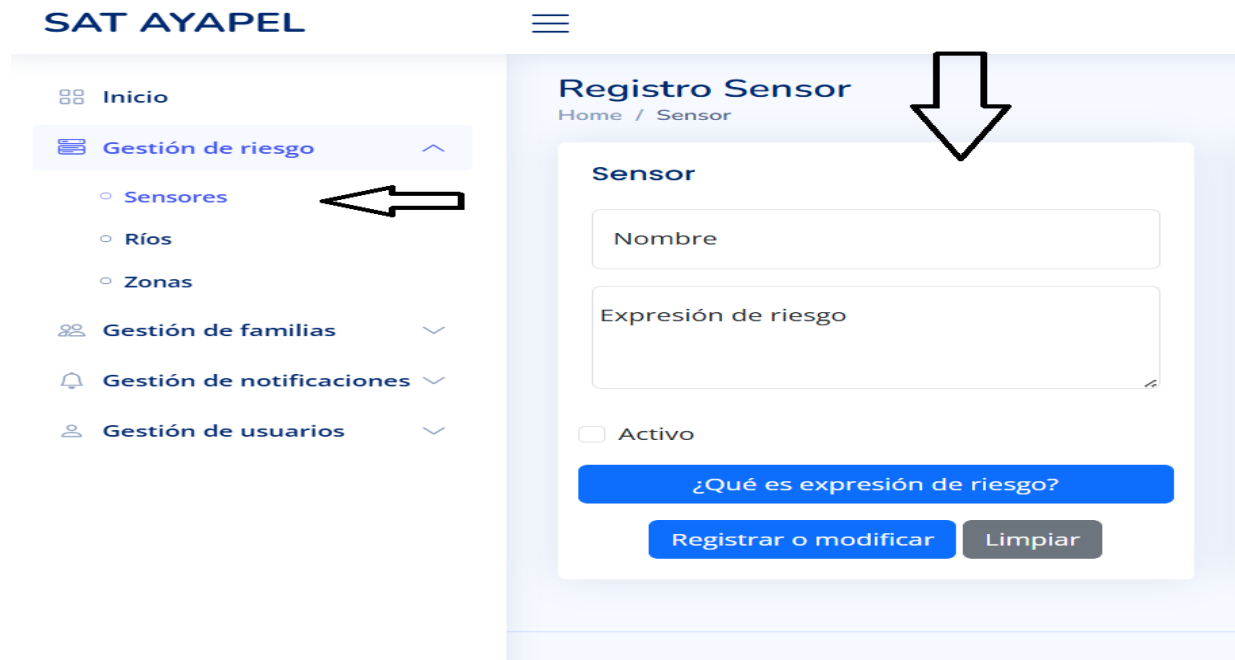 SAT AYAPEL
Inicio
Gestión de riesgo
Sensores
Ríos
Zonas
Gestión de familias
Gestión de notificaciones
Gestión de usuarios
Registro Sensor
Home / Sensor
Sensor
Nombre
Expresión de riesgo
Activo
¿Qué es expresión de riesgo?
Registrar o modificar
Limpiar